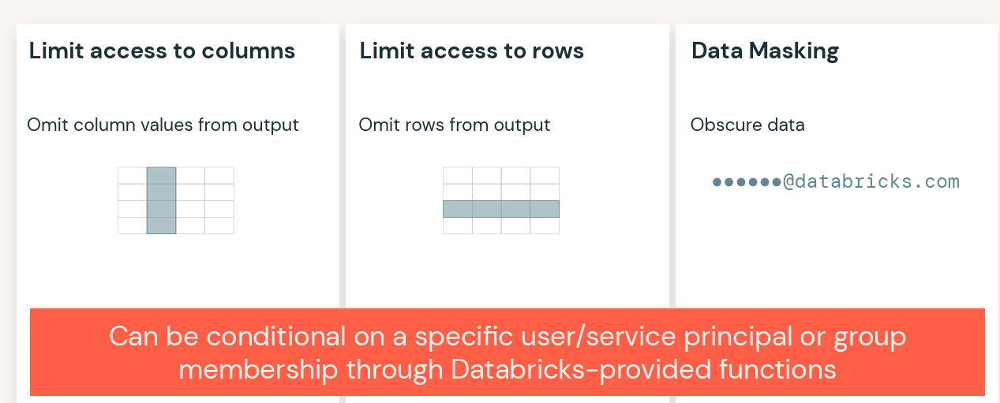 Limit access to columns
Omit column values from output
Limit access to rows
Omit rows from output
Data Masking
Obscure data
●●●●●●@databricks.com
Can be conditional on a specific user/service principal or group
membership through Databricks-provided functions